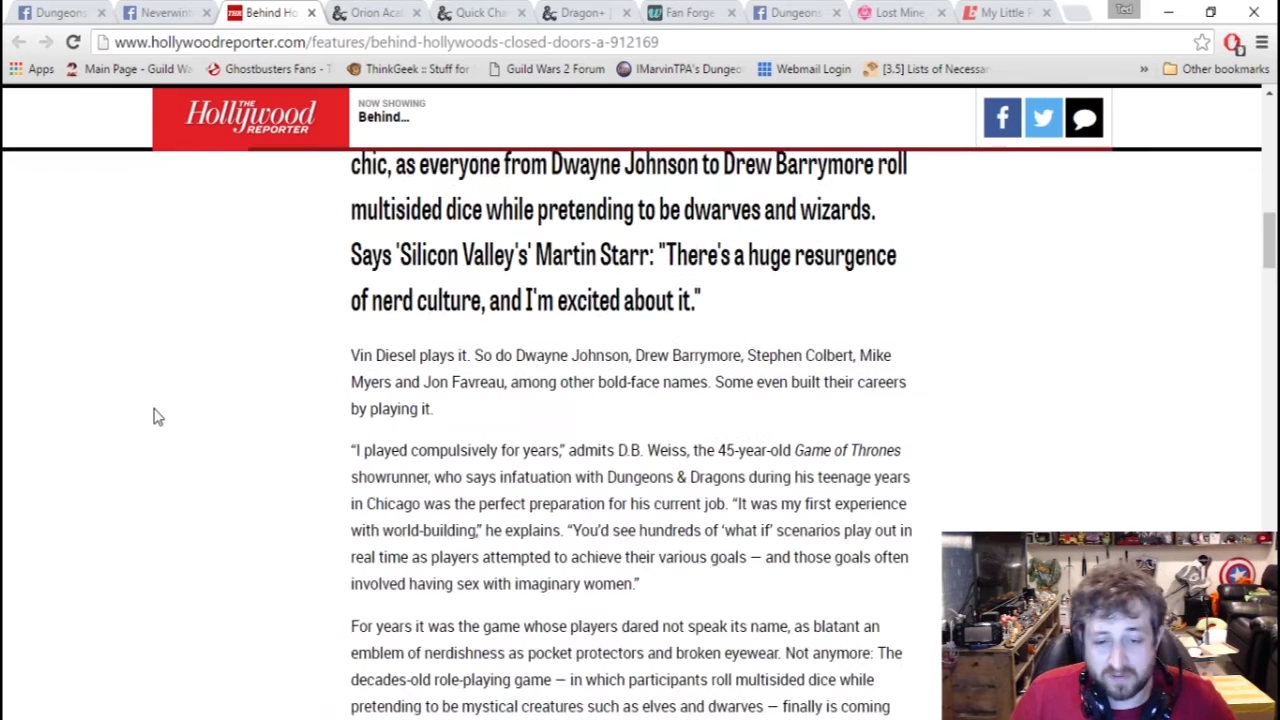 Dungeons
Neverwin
Behind Ho
Orion Aca
Quick Cha
Dragon+ |
Fan Forge
Dungeons
Lost Mine
My Little P
Ted
www.hollywoodreporter.com/features/behind-hollywoods-closed-doors-a-912169
Apps
Main Page - Guild Wa
Ghostbusters Fans - T
ThinkGeek :: Stuff for
Guild Wars 2 Forum
IMarvinTPA's Dungeo
Webmail Login
[3.5] Lists of Necessar
»
Other bookmarks
THE
Hollywood
REPORTER
NOW SHOWING
Behind...
chic, as everyone from Dwayne Johnson to Drew Barrymore roll
multisided dice while pretending to be dwarves and wizards.
Says 'Silicon Valley's' Martin Starr: "There's a huge resurgence
of nerd culture, and I'm excited about it."
Vin Diesel plays it. So do Dwayne Johnson, Drew Barrymore, Stephen Colbert, Mike
Myers and Jon Favreau, among other bold-face names. Some even built their careers
by playing it.
“I played compulsively for years,” admits D.B. Weiss, the 45-year-old Game of Thrones
showrunner, who says infatuation with Dungeons & Dragons during his teenage years
in Chicago was the perfect preparation for his current job. “It was my first experience
with world-building,” he explains. “You’d see hundreds of ‘what if’ scenarios play out in
real time as players attempted to achieve their various goals — and those goals often
involved having sex with imaginary women.”
For years it was the game whose players dared not speak its name, as blatant an
emblem of nerdishness as pocket protectors and broken eyewear. Not anymore: The
decades-old role-playing game — in which participants roll multisided dice while
pretending to be mystical creatures such as elves and dwarves — finally is coming